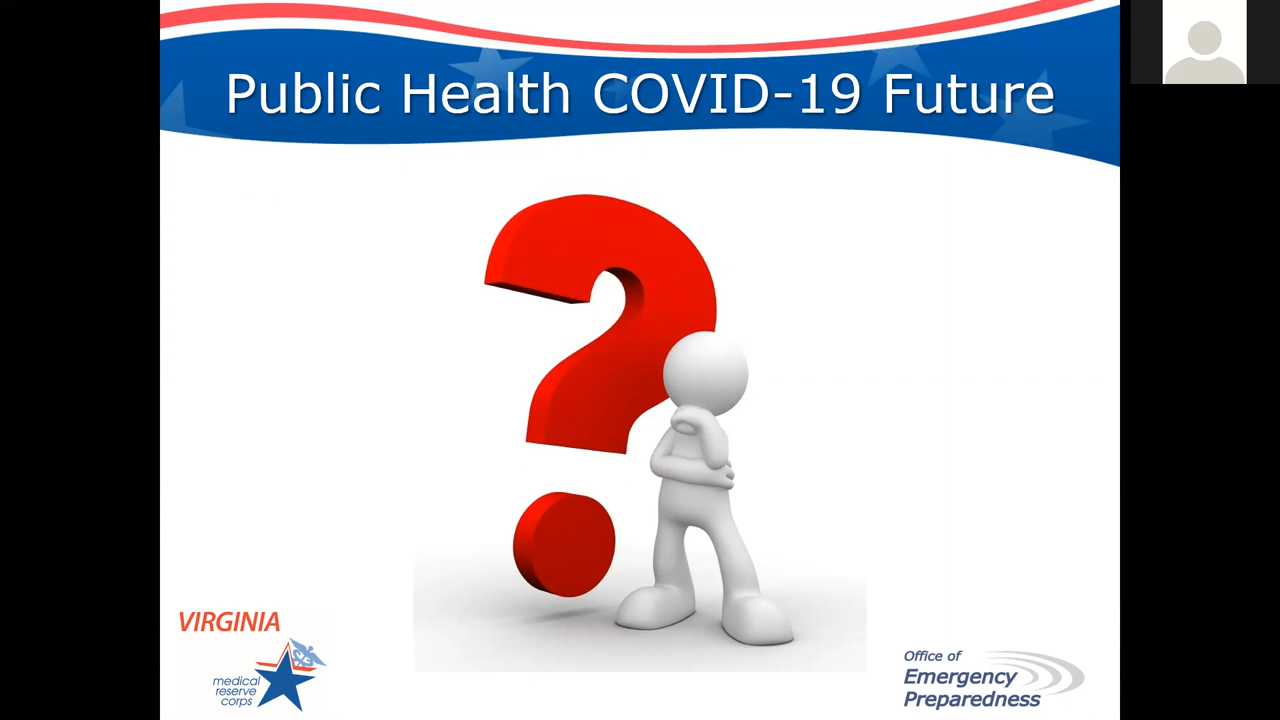 Public Health COVID-19 Future
VIRGINIA
medical
reserve
corps
Office of
Emergency
Preparedness